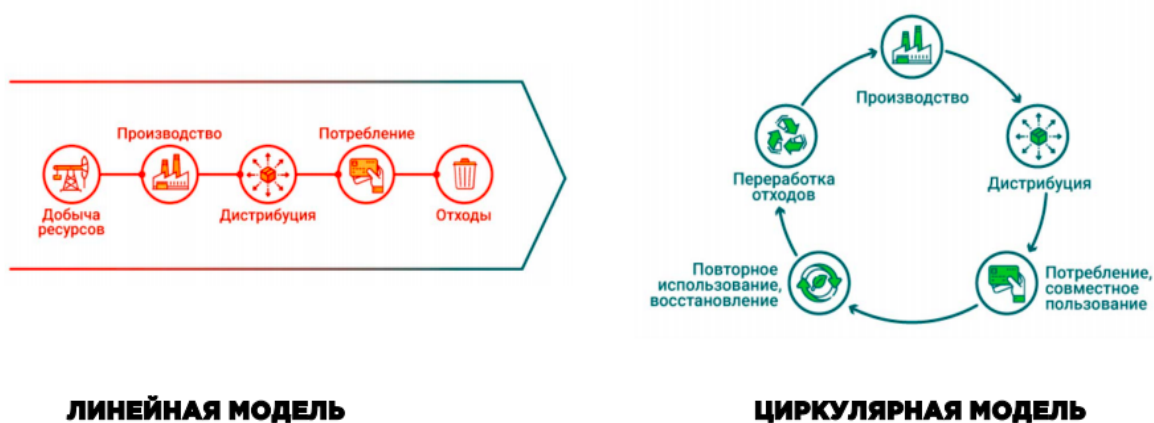 Добыча
ресурсов
Производство
Дистрибуция
Потребление
Отходы
Производство
Дистрибуция
Потребление,
совместное
пользование
Повторное
использование,
восстановление
Переработка
отходов
ЛИНЕЙНАЯ МОДЕЛЬ
ЦИРКУЛЯРНАЯ МОДЕЛЬ